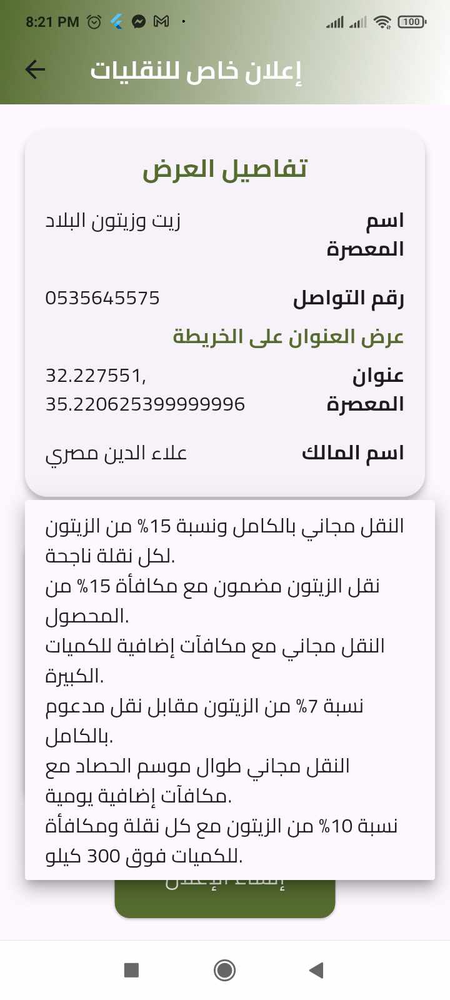 8:21 PM
100
إعلان خاص للنقليات
تفاصيل العرض
اسم المعصرة
زيت وزيتون البلاد
رقم التواصل
0535645575
عرض العنوان على الخريطة
عنوان المعصرة
32.227551,
35.220625399999996
اسم المالك
علاء الدين مصري
النقل مجاني بالكامل ونسبة 15% من الزيتون
لكل نقلة ناجحة.
نقل الزيتون مضمون مع مكافأة 15% من
المحصول.
النقل مجاني مع مكافآت إضافية للكميات
الكبيرة.
نسبة 7% من الزيتون مقابل نقل مدعوم
بالكامل.
النقل مجاني طوال موسم الحصاد مع
مكافآت إضافية يومية.
نسبة 10% من الزيتون مع كل نقلة ومكافأة
للكميات فوق 300 كيلو.